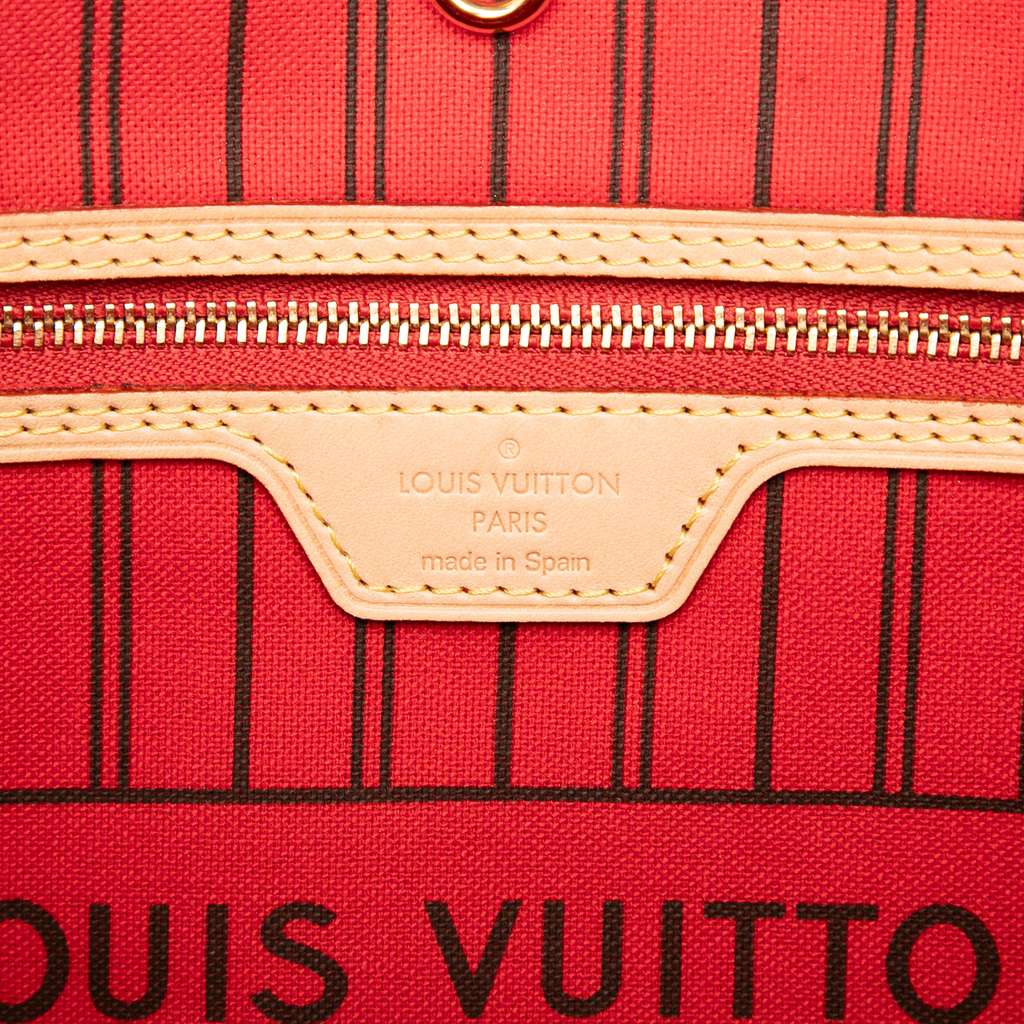 ®
LOUIS VUITTON
PARIS
made in Spain
OUIS VUITTO